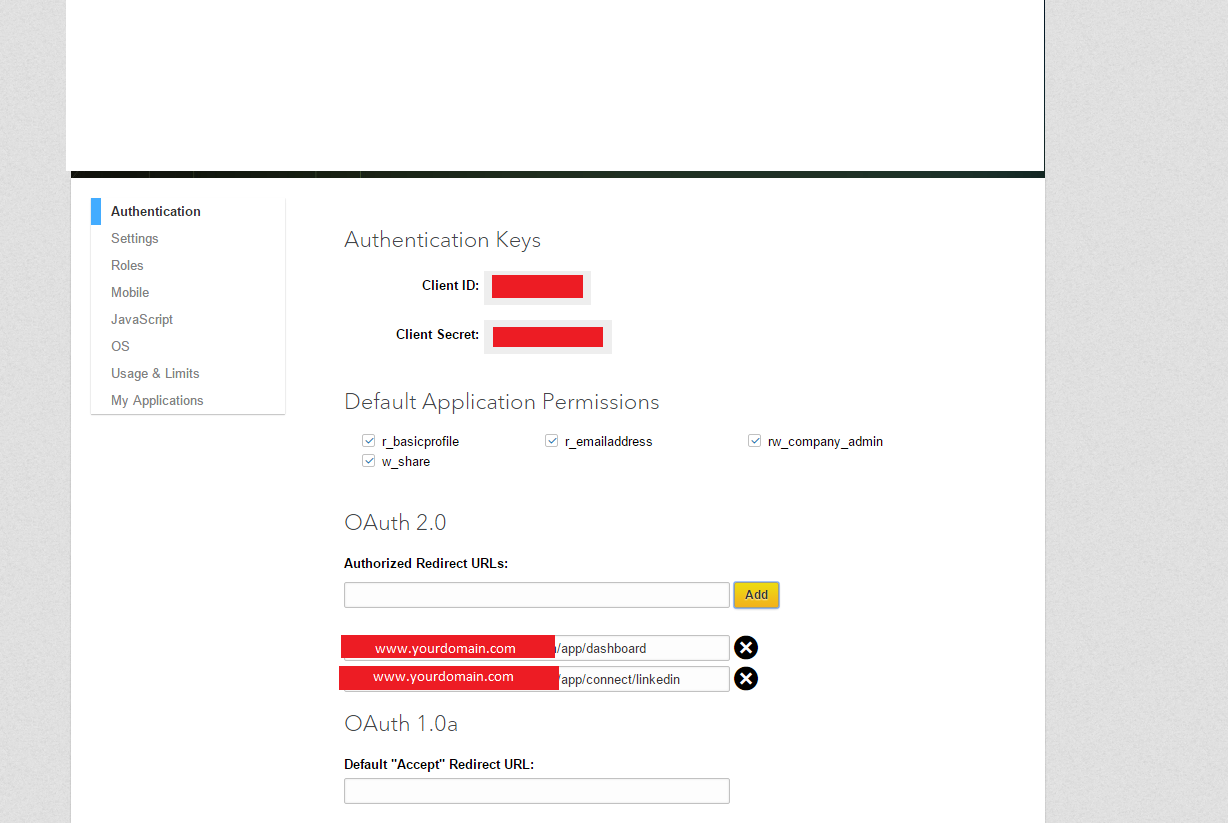 Authentication
Settings
Roles
Mobile
JavaScript
OS
Usage & Limits
My Applications
Authentication Keys
Client ID:
Client Secret:
Default Application Permissions
r_basicprofile r_emailaddress rw_company_admin
w_share
OAuth 2.0
Authorized Redirect URLs:
Add
www.yourdomain.com /app/dashboard
www.yourdomain.com /app/connect/linkedin
OAuth 1.0a
Default "Accept" Redirect URL: